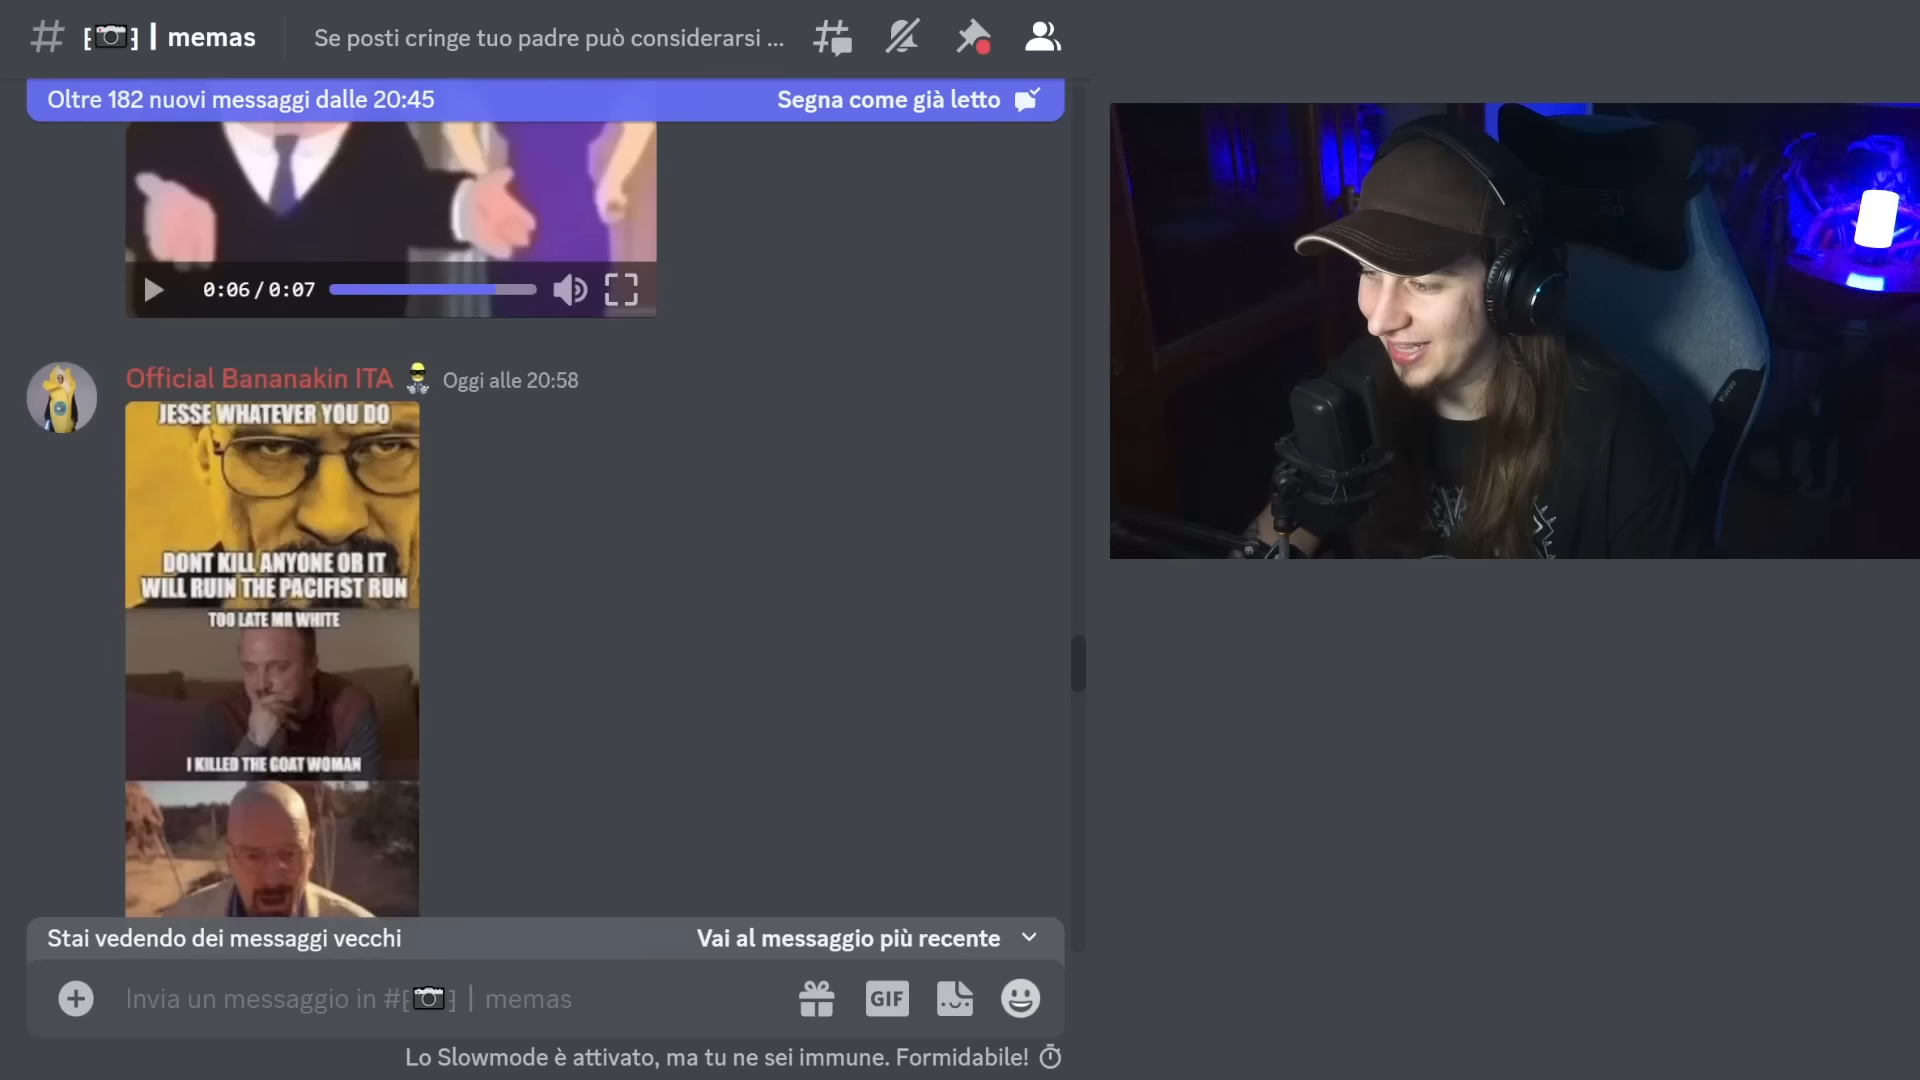 [📷] | memas
Se posti cringe tuo padre può considerarsi ...
Oltre 182 nuovi messaggi dalle 20:45
Segna come già letto
0:06 / 0:07
Official Bananakin ITA
Oggi alle 20:58
JESSE WHATEVER YOU DO
DONT KILL ANYONE OR IT
WILL RUIN THE PACIFIST RUN
TOO LATE MR WHITE
I KILLED THE GOAT WOMAN
Stai vedendo dei messaggi vecchi
Vai al messaggio più recente
Invia un messaggio in #[📷] | memas
GIF
Lo Slowmode è attivato, ma tu ne sei immune. Formidabile!